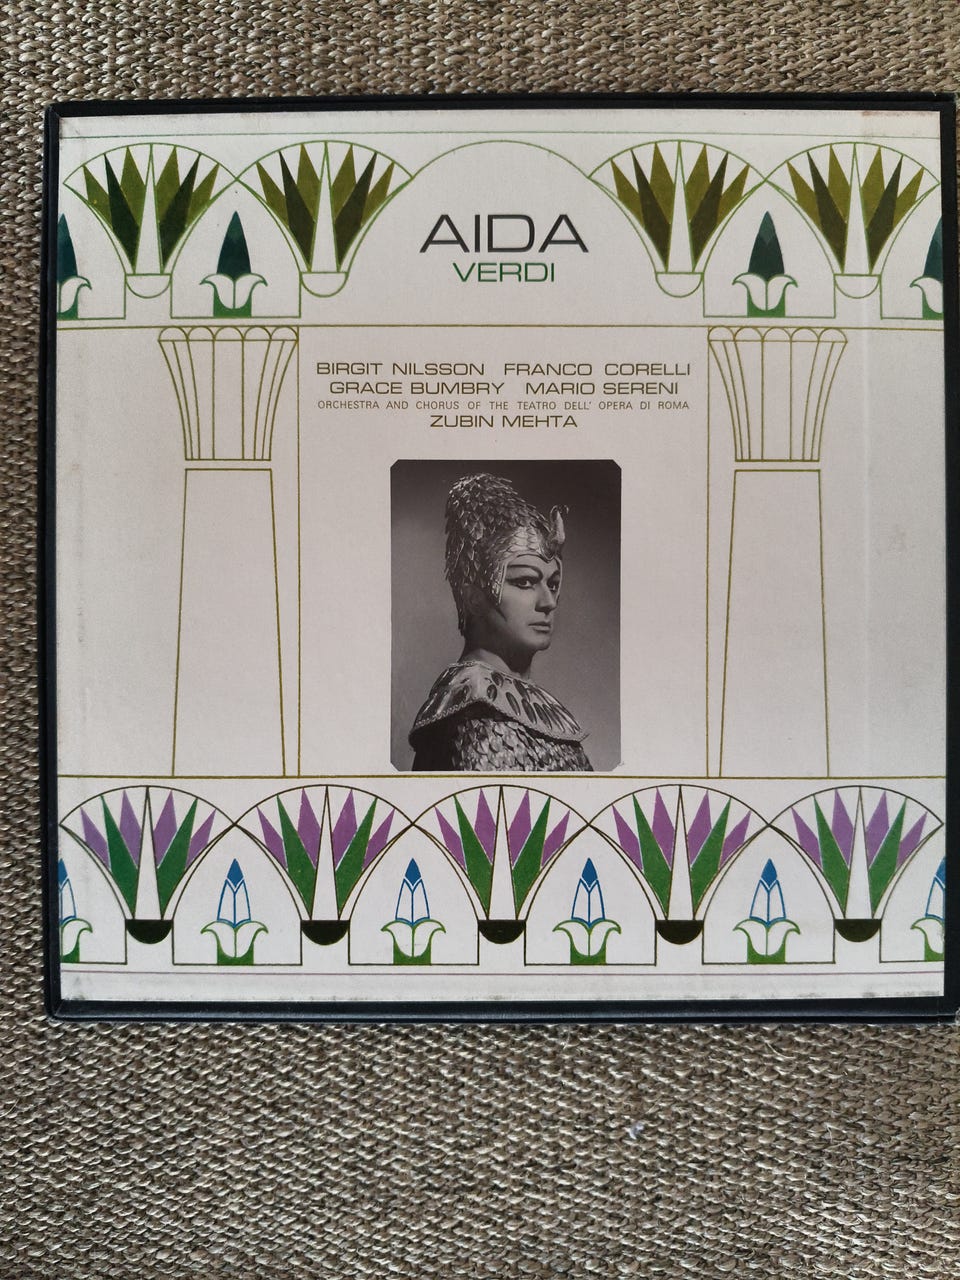 AIDA
VERDI
BIRGIT NILSSON FRANCO CORELLI
GRACE BUMBRY MARIO SERENI
ORCHESTRA AND CHORUS OF THE TEATRO DELL' OPERA DI ROMA
ZUBIN MEHTA